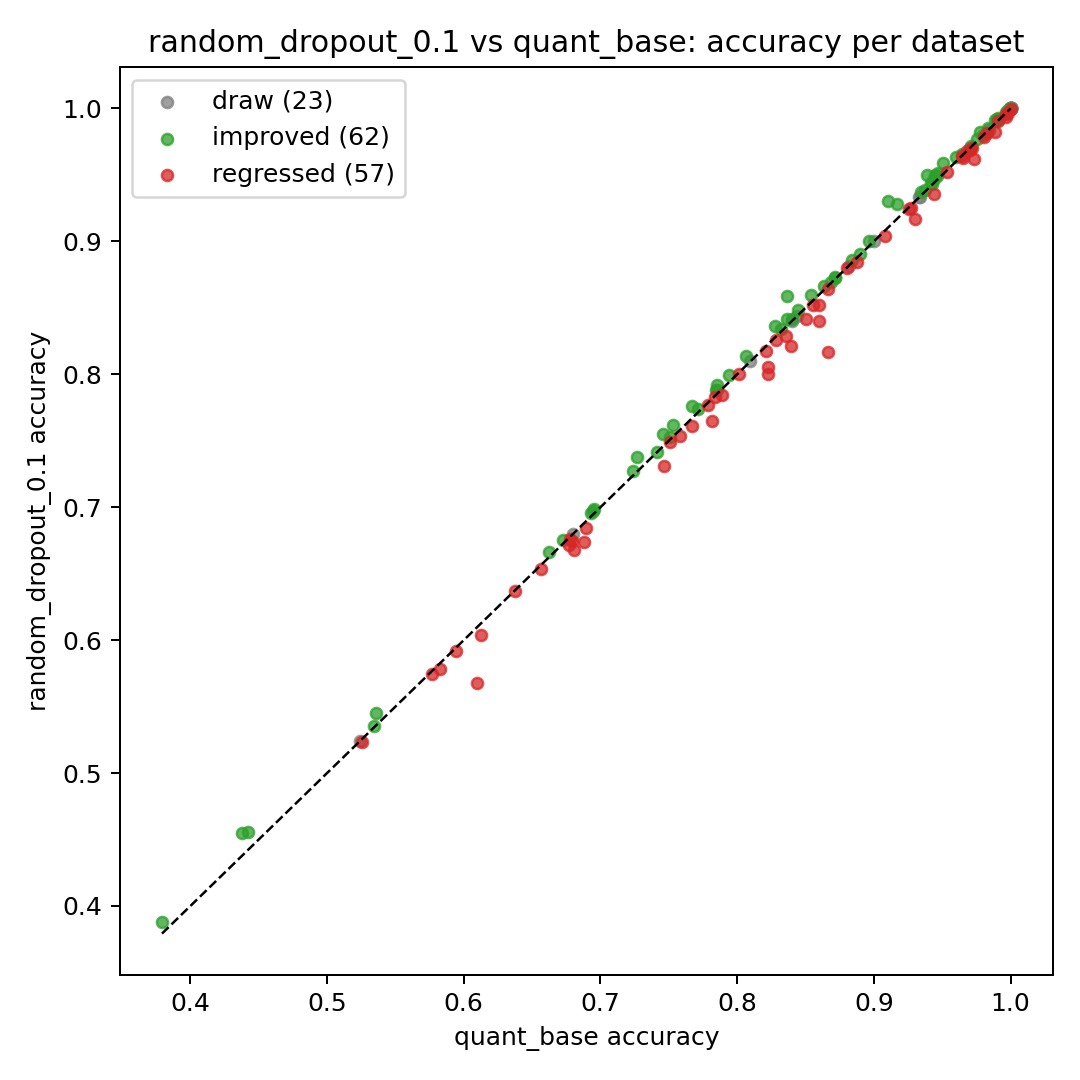 random_dropout_0.1 vs quant_base: accuracy per dataset
draw (23)
improved (62)
regressed (57)
random_dropout_0.1 accuracy
1.0
0.9
0.8
0.7
0.6
0.5
0.4
0.4 0.5 0.6 0.7 0.8 0.9 1.0
quant_base accuracy